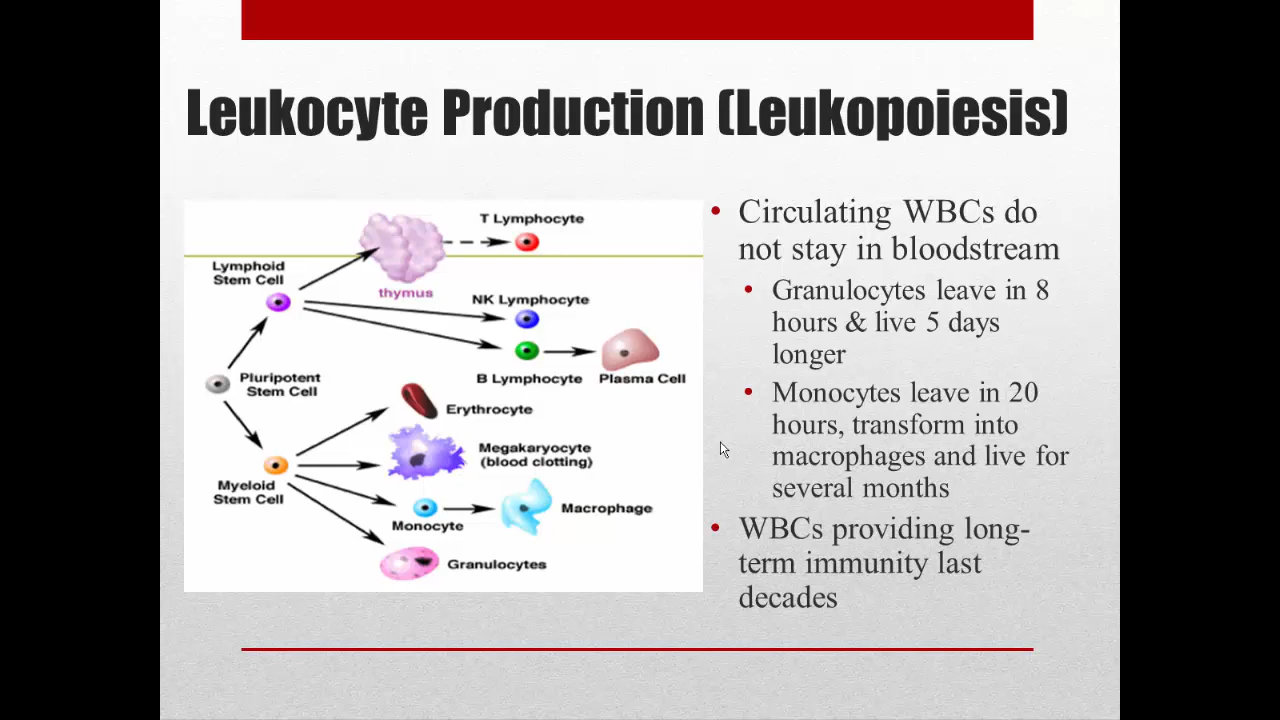 Leukocyte Production (Leukopoiesis)
T Lymphocyte
Lymphoid
Stem Cell
thymus
NK Lymphocyte
B Lymphocyte
Plasma Cell
Pluripotent
Stem Cell
Erythrocyte
Megakaryocyte
(blood clotting)
Myeloid
Stem Cell
Monocyte
Macrophage
Granulocytes
• Circulating WBCs do
not stay in bloodstream
• Granulocytes leave in 8
hours & live 5 days
longer
• Monocytes leave in 20
hours, transform into
macrophages and live for
several months
• WBCs providing long-
term immunity last
decades